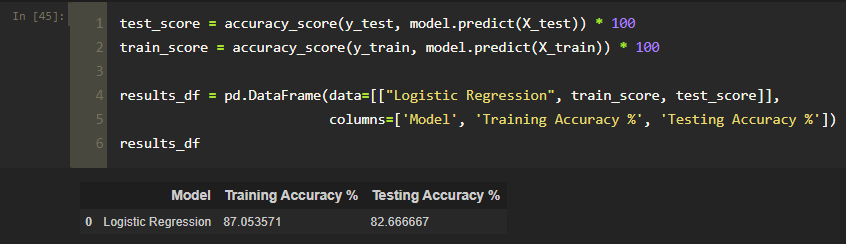 In [45]:
1 test_score = accuracy_score(y_test, model.predict(X_test)) * 100
2 train_score = accuracy_score(y_train, model.predict(X_train)) * 100
3
4 results_df = pd.DataFrame(data=[["Logistic Regression", train_score, test_score]],
5                           columns=['Model', 'Training Accuracy %', 'Testing Accuracy %'])
6 results_df
Model Training Accuracy % Testing Accuracy %
0 Logistic Regression 87.053571 82.666667